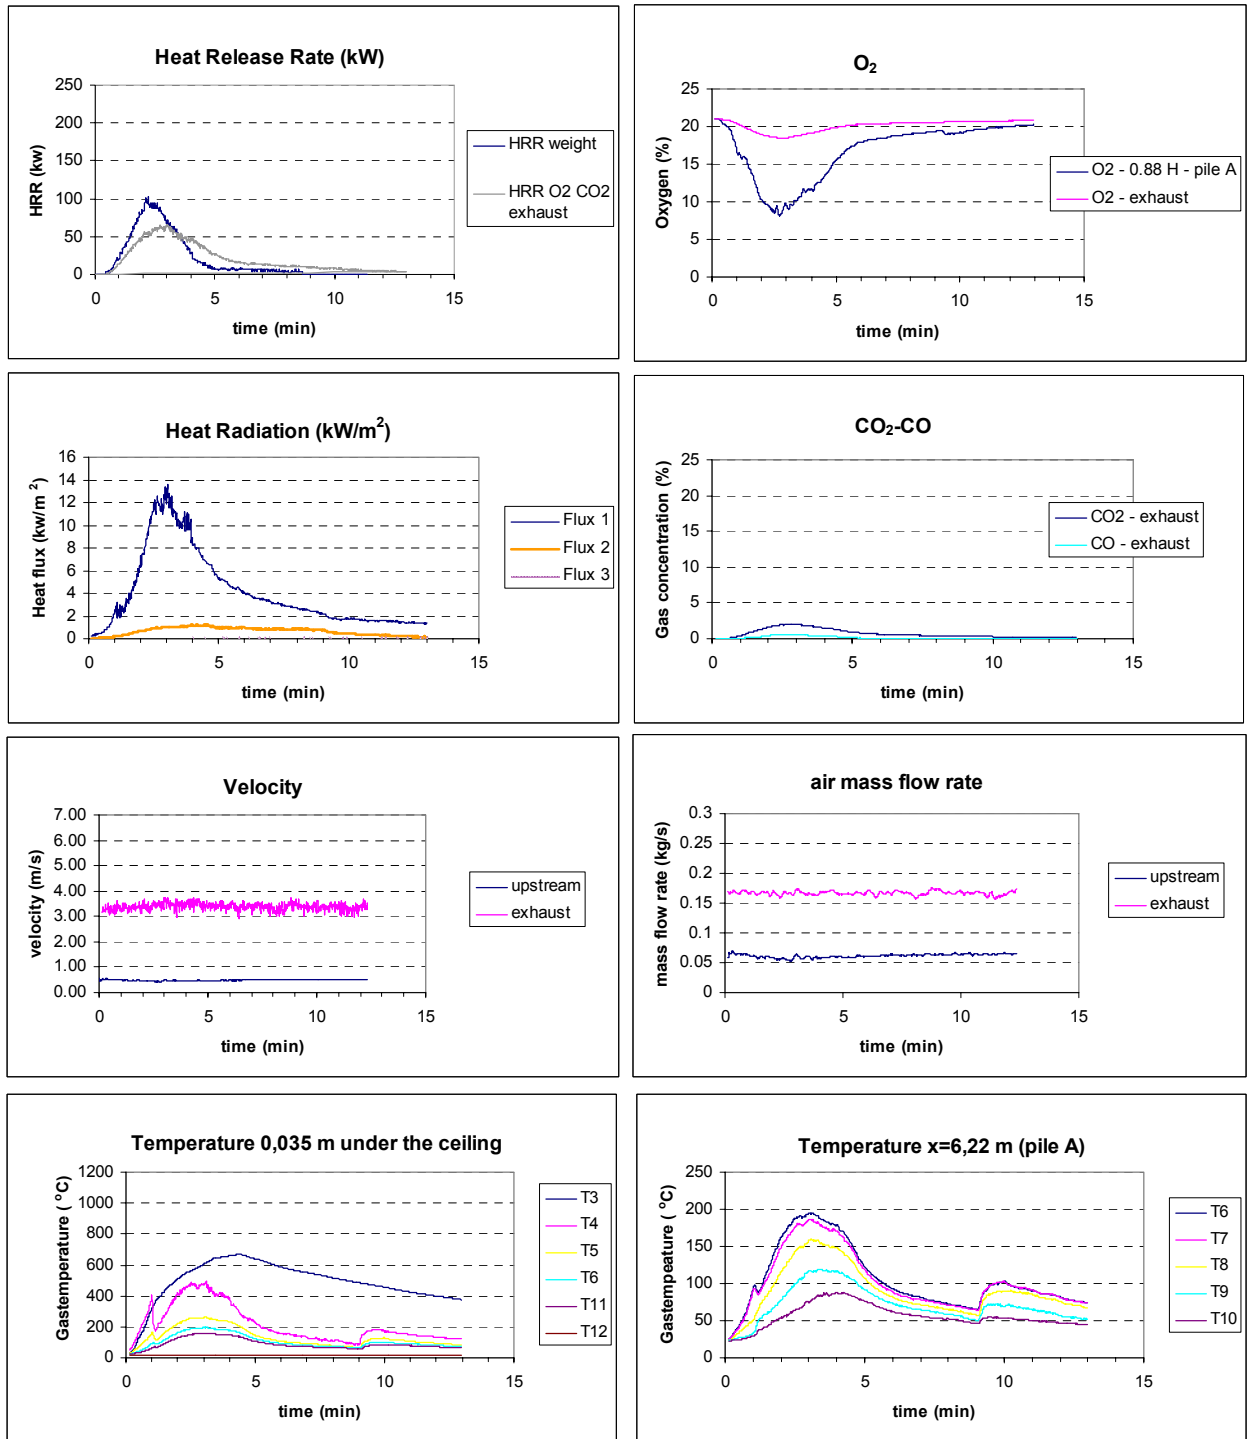 Heat Release Rate (kW)
250
200
150
100
50
0
0 5 10 15
HRR (kw)
time (min)
HRR weight
HRR O2 CO2
exhaust
O2
25
20
15
10
5
0
0 5 10 15
Oxygen (%)
time (min)
O2 - 0.88 H - pile A
O2 - exhaust
Heat Radiation (kW/m2)
16
14
12
10
8
6
4
2
0
0 5 10 15
Heat flux (kw/m 2)
time (min)
Flux 1
Flux 2
Flux 3
CO2-CO
25
20
15
10
5
0
0 5 10 15
Gas concentration (%)
time (min)
CO2 - exhaust
CO - exhaust
Velocity
7.00
6.00
5.00
4.00
3.00
2.00
1.00
0.00
0 5 10 15
velocity (m/s)
time (min)
upstream
exhaust
air mass flow rate
0.3
0.25
0.2
0.15
0.1
0.05
0
0 5 10 15
mass flow rate (kg/s)
time (min)
upstream
exhaust
Temperature 0,035 m under the ceiling
1200
1000
800
600
400
200
0
0 5 10 15
Gastemperature ( °C)
time (min)
T3
T4
T5
T6
T11
T12
Temperature x=6,22 m (pile A)
250
200
150
100
50
0
0 5 10 15
Gastempeature ( °C)
time (min)
T6
T7
T8
T9
T10